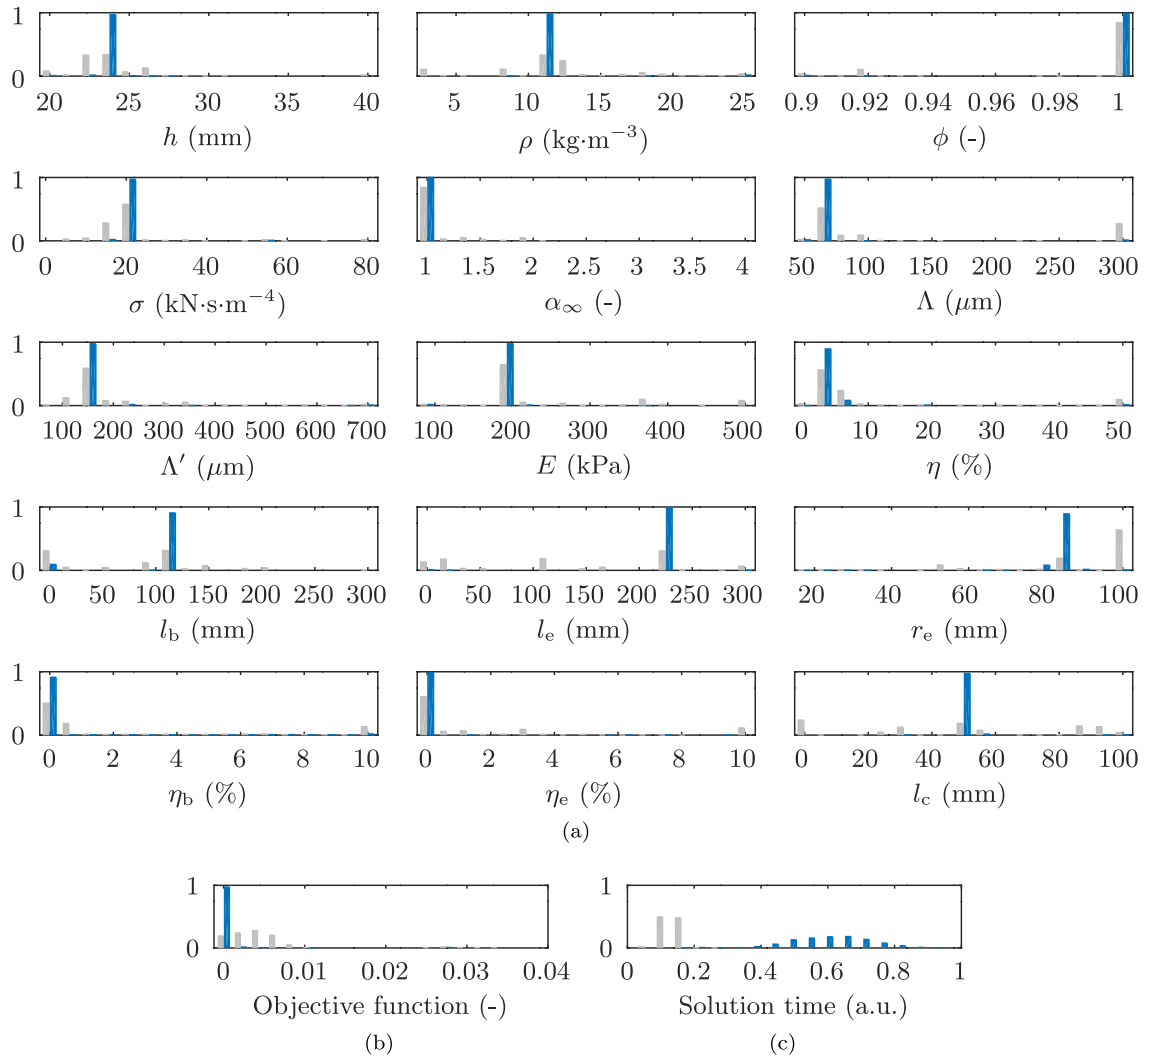 1
0
20 25 30 35 40
h (mm)
5 10 15 20 25
ρ (kg·m⁻³)
0.9 0.92 0.94 0.96 0.98 1
ϕ (-)
1
0
0 20 40 60 80
σ (kN·s·m⁻⁴)
1 1.5 2 2.5 3 3.5 4
α∞ (-)
50 100 150 200 250 300
Λ (μm)
1
0
100 200 300 400 500 600 700
Λ′ (μm)
100 200 300 400 500
E (kPa)
0 10 20 30 40 50
η (%)
1
0
0 50 100 150 200 250 300
l_b (mm)
0 50 100 150 200 250 300
l_e (mm)
20 40 60 80 100
r_e (mm)
1
0
0 2 4 6 8 10
η_b (%)
0 2 4 6 8 10
η_e (%)
0 20 40 60 80 100
l_c (mm)
(a)
1
0
0 0.01 0.02 0.03 0.04
Objective function (-)
(b)
1
0
0 0.2 0.4 0.6 0.8 1
Solution time (a.u.)
(c)